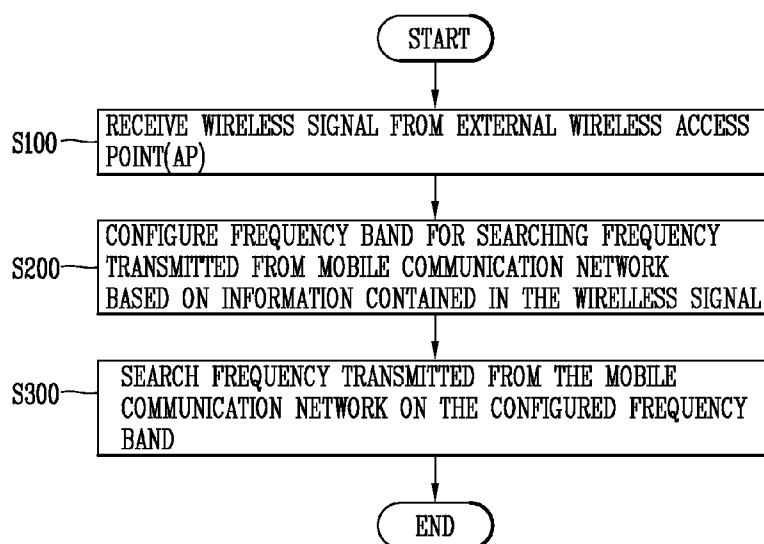 START
S100
RECEIVE WIRELESS SIGNAL FROM EXTERNAL WIRELESS ACCESS
POINT(AP)
S200
CONFIGURE FREQUENCY BAND FOR SEARCHING FREQUENCY
TRANSMITTED FROM MOBILE COMMUNICATION NETWORK
BASED ON INFORMATION CONTAINED IN THE WIRELLESS SIGNAL
S300
SEARCH FREQUENCY TRANSMITTED FROM THE MOBILE
COMMUNICATION NETWORK ON THE CONFIGURED FREQUENCY
BAND
END